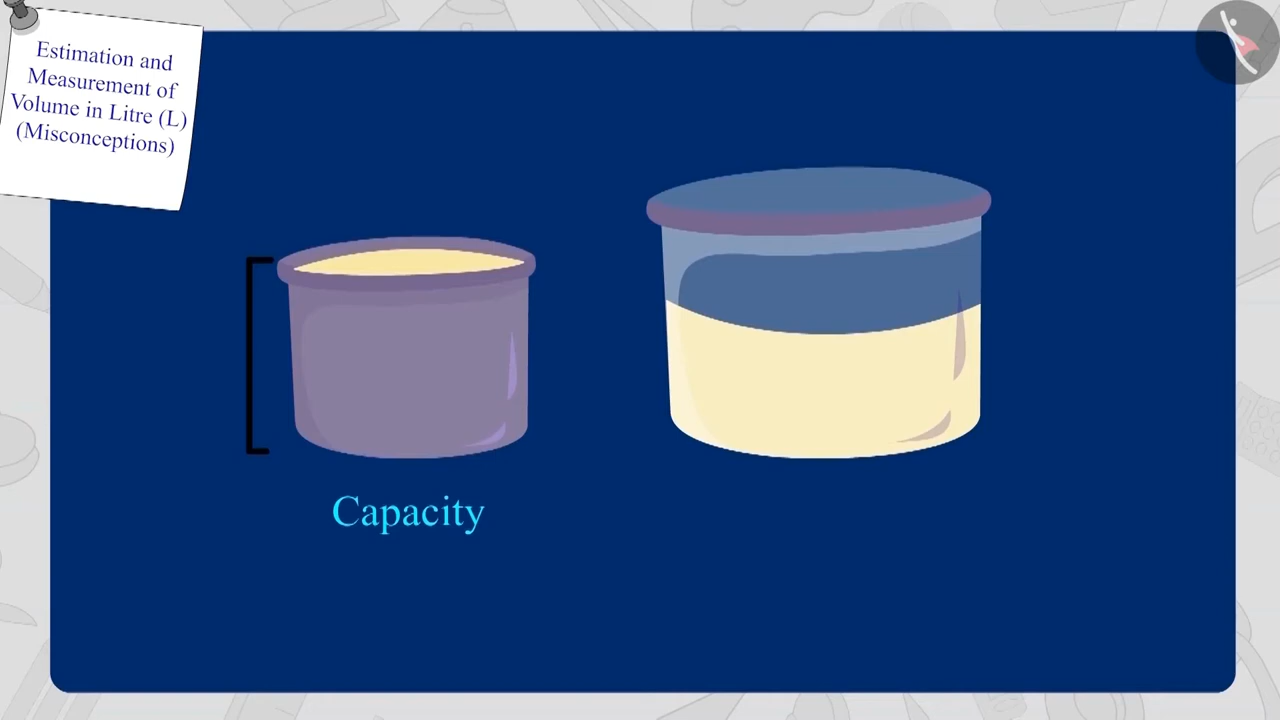 Estimation and
Measurement of
Volume in Litre (L)
(Misconceptions)
Capacity